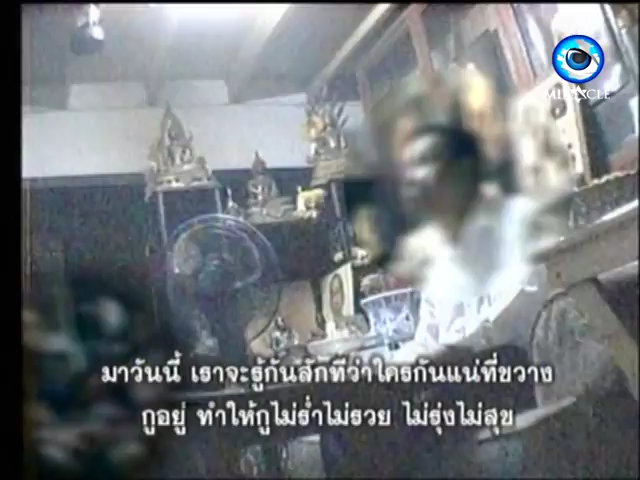 MIRACLE
มาวันนี้ เราจะรู้กันสักทีว่าใครกันแน่ที่ขวาง
กูอยู่ ทำให้กูไม่ร่ำไม่รวย ไม่รุ่งไม่สุข